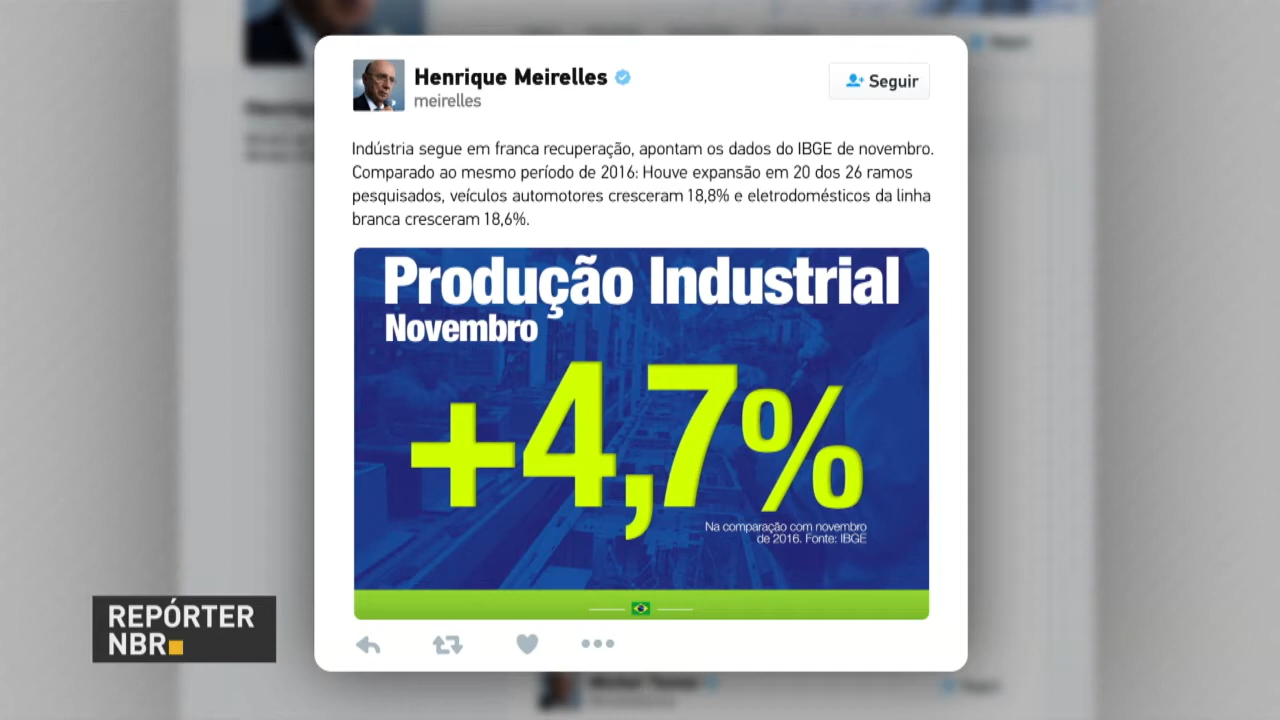 Henrique Meirelles
meirelles
Seguir
Indústria segue em franca recuperação, apontam os dados do IBGE de novembro.
Comparado ao mesmo período de 2016: Houve expansão em 20 dos 26 ramos
pesquisados, veículos automotores cresceram 18,8% e eletrodomésticos da linha
branca cresceram 18,6%.
Produção Industrial
Novembro
+4,7%
Na comparação com novembro
de 2016. Fonte: IBGE
REPÓRTER
NBR